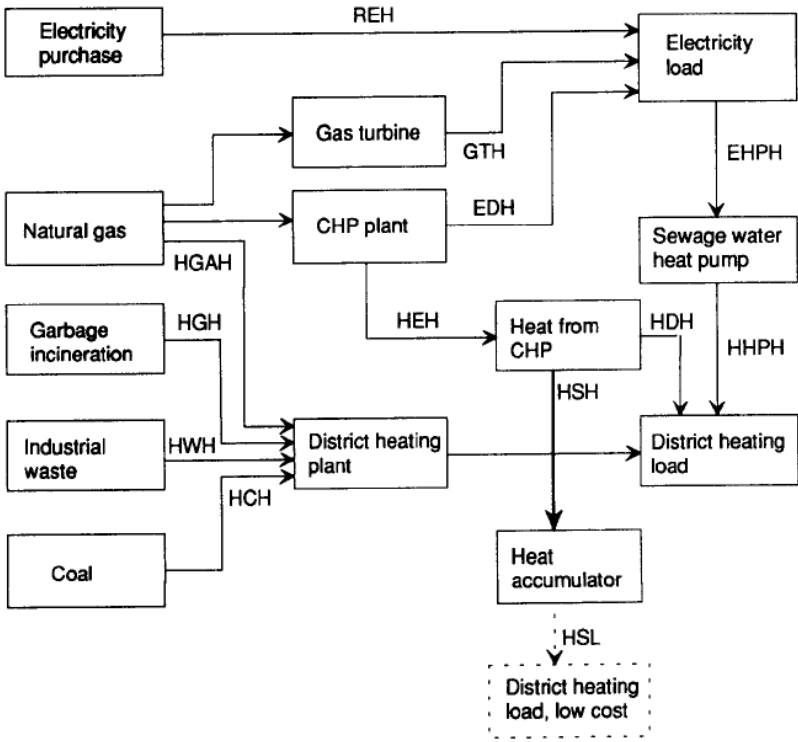 REH
Electricity
purchase
Electricity
load
Gas turbine
GTH
EHPH
Natural gas
CHP plant
EDH
Sewage water
heat pump
HGAH
HGH
HEH
Heat from
CHP
HDH
HHPH
Garbage
incineration
HSH
Industrial
waste
HWH
District heating
plant
District heating
load
HCH
Coal
Heat
accumulator
HSL
District heating
load, low cost